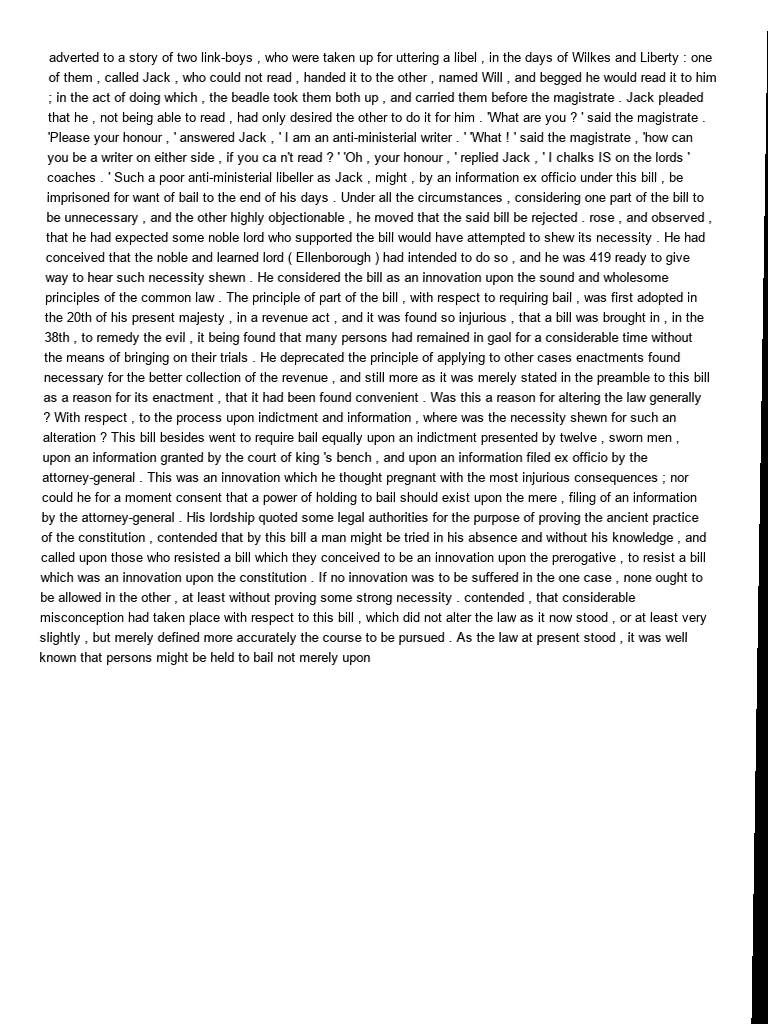 adverted to a story of two link-boys , who were taken up for uttering a libel , in the days of Wilkes and Liberty : one
of them , called Jack , who could not read , handed it to the other , named Will , and begged he would read it to him
; in the act of doing which , the beadle took them both up , and carried them before the magistrate . Jack pleaded
that he , not being able to read , had only desired the other to do it for him . 'What are you ? ' said the magistrate .
'Please your honour , ' answered Jack , ' I am an anti-ministerial writer . ' 'What ! ' said the magistrate , 'how can
you be a writer on either side , if you ca n't read ? ' 'Oh , your honour , ' replied Jack , ' I chalks IS on the lords '
coaches . ' Such a poor anti-ministerial libeller as Jack , might , by an information ex officio under this bill , be
imprisoned for want of bail to the end of his days . Under all the circumstances , considering one part of the bill to
be unnecessary , and the other highly objectionable , he moved that the said bill be rejected . rose , and observed ,
that he had expected some noble lord who supported the bill would have attempted to shew its necessity . He had
conceived that the noble and learned lord ( Ellenborough ) had intended to do so , and he was 419 ready to give
way to hear such necessity shewn . He considered the bill as an innovation upon the sound and wholesome
principles of the common law . The principle of part of the bill , with respect to requiring bail , was first adopted in
the 20th of his present majesty , in a revenue act , and it was found so injurious , that a bill was brought in , in the
38th , to remedy the evil , it being found that many persons had remained in gaol for a considerable time without
the means of bringing on their trials . He deprecated the principle of applying to other cases enactments found
necessary for the better collection of the revenue , and still more as it was merely stated in the preamble to this bill
as a reason for its enactment , that it had been found convenient . Was this a reason for altering the law generally
? With respect , to the process upon indictment and information , where was the necessity shewn for such an
alteration ? This bill besides went to require bail equally upon an indictment presented by twelve , sworn men ,
upon an information granted by the court of king 's bench , and upon an information filed ex officio by the
attorney-general . This was an innovation which he thought pregnant with the most injurious consequences ; nor
could he for a moment consent that a power of holding to bail should exist upon the mere , filing of an information
by the attorney-general . His lordship quoted some legal authorities for the purpose of proving the ancient practice
of the constitution , contended that by this bill a man might be tried in his absence and without his knowledge , and
called upon those who resisted a bill which they conceived to be an innovation upon the prerogative , to resist a bill
which was an innovation upon the constitution . If no innovation was to be suffered in the one case , none ought to
be allowed in the other , at least without proving some strong necessity . contended , that considerable
misconception had taken place with respect to this bill , which did not alter the law as it now stood , or at least very
slightly , but merely defined more accurately the course to be pursued . As the law at present stood , it was well
known that persons might be held to bail not merely upon